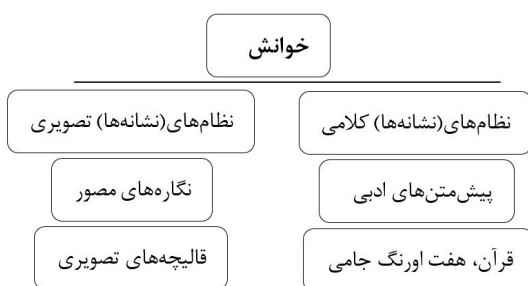 خوانش
نظام‌های(نشانه‌ها) کلامی
نظام‌های(نشانه‌ها) تصویری
پیش‌متن‌های ادبی
نگاره‌های مصور
قرآن، هفت اورنگ جامی
قالیچه‌های تصویری